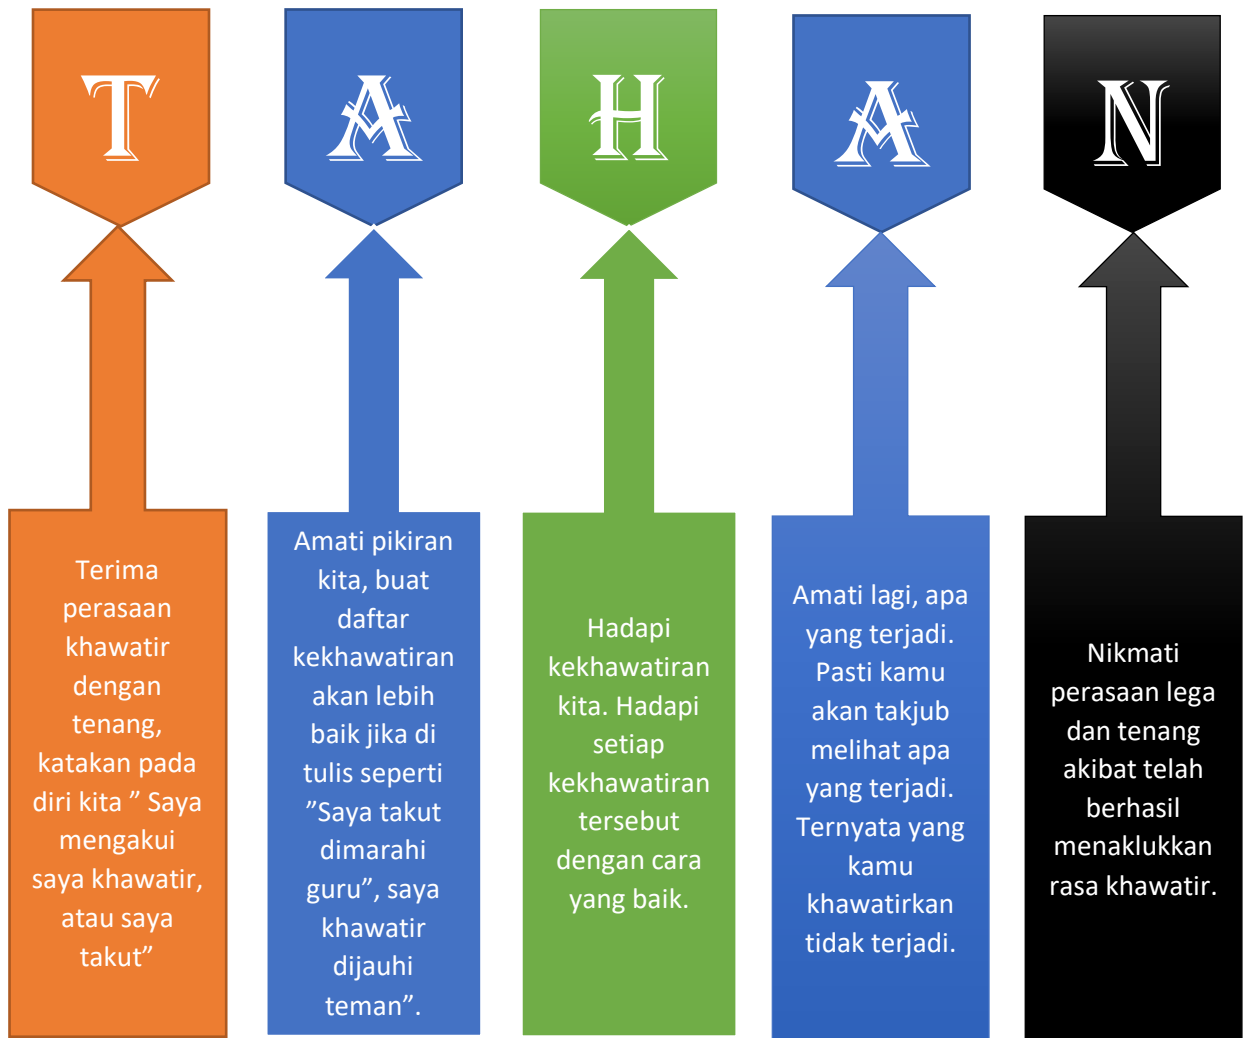 T
A
H
A
N
Terima
perasaan
khawatir
dengan
tenang,
katakan pada
diri kita ” Saya
mengakui
saya khawatir,
atau saya
takut”
Amati pikiran
kita, buat
daftar
kekhawatiran
akan lebih
baik jika di
tulis seperti
”Saya takut
dimarahi
guru”, saya
khawatir
dijauhi
teman”.
Hadapi
kekhawatiran
kita. Hadapi
setiap
kekhawatiran
tersebut
dengan cara
yang baik.
Amati lagi, apa
yang terjadi.
Pasti kamu
akan takjub
melihat apa
yang terjadi.
Ternyata yang
kamu
khawatirkan
tidak terjadi.
Nikmati
perasaan lega
dan tenang
akibat telah
berhasil
menaklukkan
rasa khawatir.